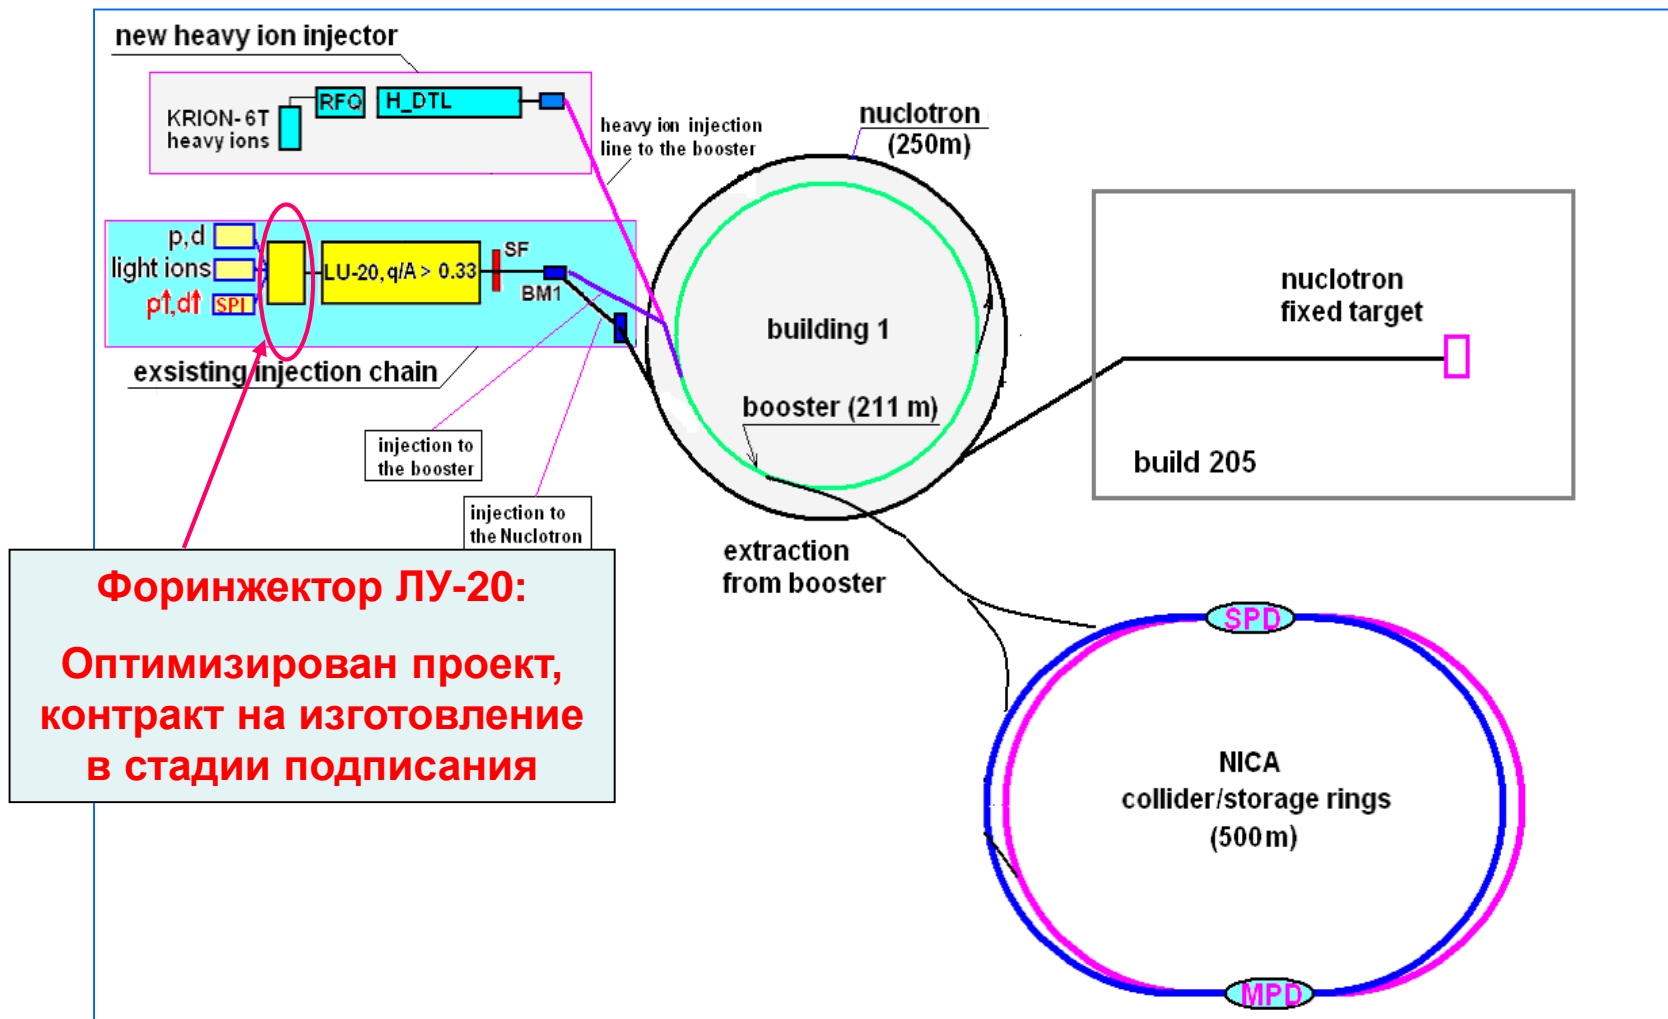 new heavy ion injector
KRION- 6T
heavy ions
RFQ
H_DTL
heavy ion injection
line to the booster
nuclotron
(250m)
p,d
light ions
p↑,d↑
SPI
LU-20, q/A > 0.33
SF
BM1
exsisting injection chain
building 1
booster (211 m)
nuclotron
fixed target
build 205
injection to
the booster
injection to
the Nuclotron
extraction
from booster
Форинжектор ЛУ-20:
Оптимизирован проект,
контракт на изготовление
в стадии подписания
SPD
NICA
collider/storage rings
(500m)
MPD